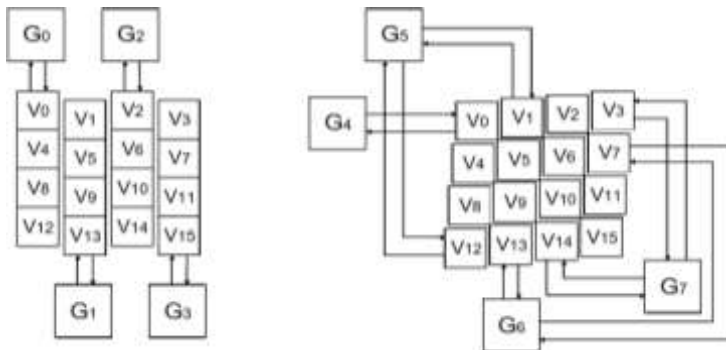 G0 G2
V0 V1 V2 V3
V4 V5 V6 V7
V8 V9 V10 V11
V12 V13 V14 V15
G1 G3
G5
G4 V0 V1 V2 V3
V4 V5 V6 V7
V8 V9 V10 V11
V12 V13 V14 V15
G7
G6